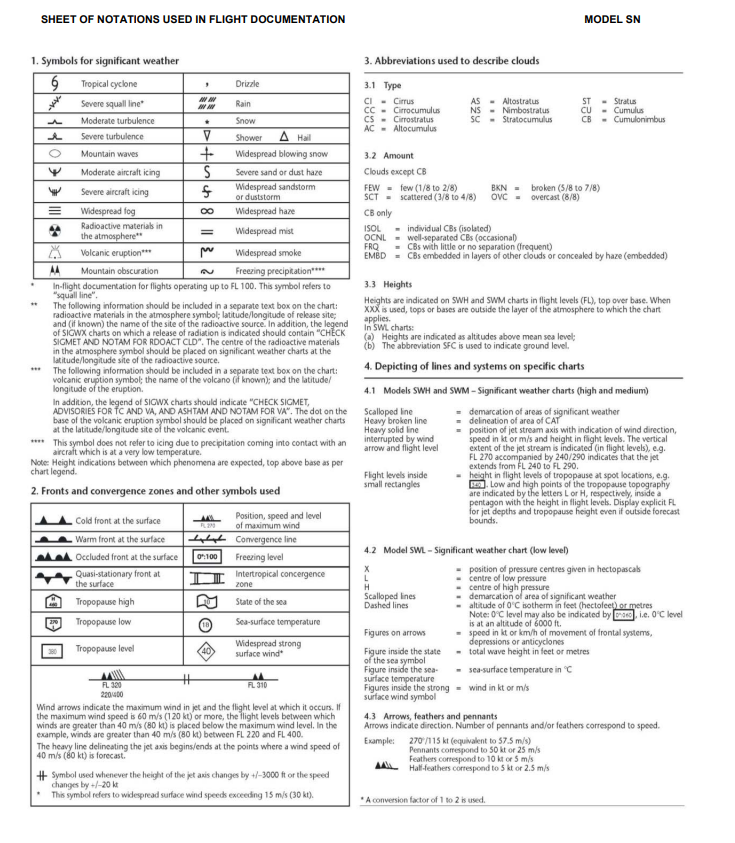 SHEET OF NOTATIONS USED IN FLIGHT DOCUMENTATION
MODEL SN
1. Symbols for significant weather
Tropical cyclone
Drizzle
Severe squall line*
Rain
Moderate turbulence
Snow
Severe turbulence
Shower
Hail
Mountain waves
Widespread blowing snow
Moderate aircraft icing
Severe sand or dust haze
Severe aircraft icing
Widespread sandstorm
or duststorm
Widespread fog
Widespread haze
Radioactive materials in
the atmosphere**
Widespread mist
Volcanic eruption***
Widespread smoke
Mountain obscuration
Freezing precipitation****
* In-flight documentation for flights operating up to FL 100. This symbol refers to
"squall line".
** The following information should be included in a separate text box on the chart:
radioactive materials in the atmosphere symbol; latitude/longitude of release site;
and (if known) the name of the site of the radioactive source. In addition, the legend
of SIGWX charts on which a release of radiation is indicated should contain "CHECK
SIGMET AND NOTAM FOR RDOACT CLD". The centre of the radioactive materials
in the atmosphere symbol should be placed on significant weather charts at the
latitude/longitude site of the radioactive source.
*** The following information should be included in a separate text box on the chart:
volcanic eruption symbol; the name of the volcano (if known); and the latitude/
longitude of the eruption.
In addition, the legend of SIGWX charts should indicate "CHECK SIGMET,
ADVISORIES FOR TC AND VA, AND ASHTAM AND NOTAM FOR VA". The dot on the
base of the volcanic eruption symbol should be placed on significant weather charts
at the latitude/longitude site of the volcanic event.
**** This symbol does not refer to icing due to precipitation coming into contact with an
aircraft which is at a very low temperature.
Note: Height indications between which phenomena are expected, top above base as per
chart legend.
2. Fronts and convergence zones and other symbols used
Cold front at the surface
FL 270
Position, speed and level
of maximum wind
Warm front at the surface
Convergence line
Occluded front at the surface
0°:100
Freezing level
Quasi-stationary front at
the surface
Intertropical concergence
zone
H
460
Tropopause high
10
State of the sea
270
L
Tropopause low
18
Sea-surface temperature
380
Tropopause level
40
Widespread strong
surface wind*
FL 320
220/400
FL 310
Wind arrows indicate the maximum wind in jet and the flight level at which it occurs. If
the maximum wind speed is 60 m/s (120 kt) or more, the flight levels between which
winds are greater than 40 m/s (80 kt) is placed below the maximum wind level. In the
example, winds are greater than 40 m/s (80 kt) between FL 220 and FL 400.
The heavy line delineating the jet axis begins/ends at the points where a wind speed of
40 m/s (80 kt) is forecast.
Symbol used whenever the height of the jet axis changes by +/-3000 ft or the speed
changes by +/-20 kt
* This symbol refers to widespread surface wind speeds exceeding 15 m/s (30 kt).
3. Abbreviations used to describe clouds
3.1 Type
CI = Cirrus AS = Altostratus ST = Stratus
CC = Cirrocumulus NS = Nimbostratus CU = Cumulus
CS = Cirrostratus SC = Stratocumulus CB = Cumulonimbus
AC = Altocumulus
3.2 Amount
Clouds except CB
FEW = few (1/8 to 2/8) BKN = broken (5/8 to 7/8)
SCT = scattered (3/8 to 4/8) OVC = overcast (8/8)
CB only
ISOL = individual CBs (isolated)
OCNL = well-separated CBs (occasional)
FRQ = CBs with little or no separation (frequent)
EMBD = CBs embedded in layers of other clouds or concealed by haze (embedded)
3.3 Heights
Heights are indicated on SWH and SWM charts in flight levels (FL), top over base. When
XXX is used, tops or bases are outside the layer of the atmosphere to which the chart
applies.
In SWL charts:
(a) Heights are indicated as altitudes above mean sea level;
(b) The abbreviation SFC is used to indicate ground level.
4. Depicting of lines and systems on specific charts
4.1 Models SWH and SWM – Significant weather charts (high and medium)
Scalloped line = demarcation of areas of significant weather
Heavy broken line = delineation of area of CAT
Heavy solid line = position of jet stream axis with indication of wind direction,
interrupted by wind speed in kt or m/s and height in flight levels. The vertical
arrow and flight level extent of the jet stream is indicated (in flight levels), e.g.
FL 270 accompanied by 240/290 indicates that the jet
extends from FL 240 to FL 290.
Flight levels inside = height in flight levels of tropopause at spot locations, e.g.
small rectangles 340 . Low and high points of the tropopause topography
are indicated by the letters L or H, respectively, inside a
pentagon with the height in flight levels. Display explicit FL
for jet depths and tropopause height even if outside forecast
bounds.
4.2 Model SWL – Significant weather chart (low level)
X = position of pressure centres given in hectopascals
L = centre of low pressure
H = centre of high pressure
Scalloped lines = demarcation of area of significant weather
Dashed lines = altitude of 0°C isotherm in feet (hectofeet) or metres
Note: 0°C level may also be indicated by 0°:060 , i.e. 0°C level
is at an altitude of 6000 ft.
Figures on arrows = speed in kt or km/h of movement of frontal systems,
depressions or anticyclones
Figure inside the state = total wave height in feet or metres
of the sea symbol
Figure inside the sea- = sea-surface temperature in °C
surface temperature
Figures inside the strong = wind in kt or m/s
surface wind symbol
4.3 Arrows, feathers and pennants
Arrows indicate direction. Number of pennants and/or feathers correspond to speed.
Example: 270°/115 kt (equivalent to 57.5 m/s)
Pennants correspond to 50 kt or 25 m/s
Feathers correspond to 10 kt or 5 m/s
Half-feathers correspond to 5 kt or 2.5 m/s
* A conversion factor of 1 to 2 is used.